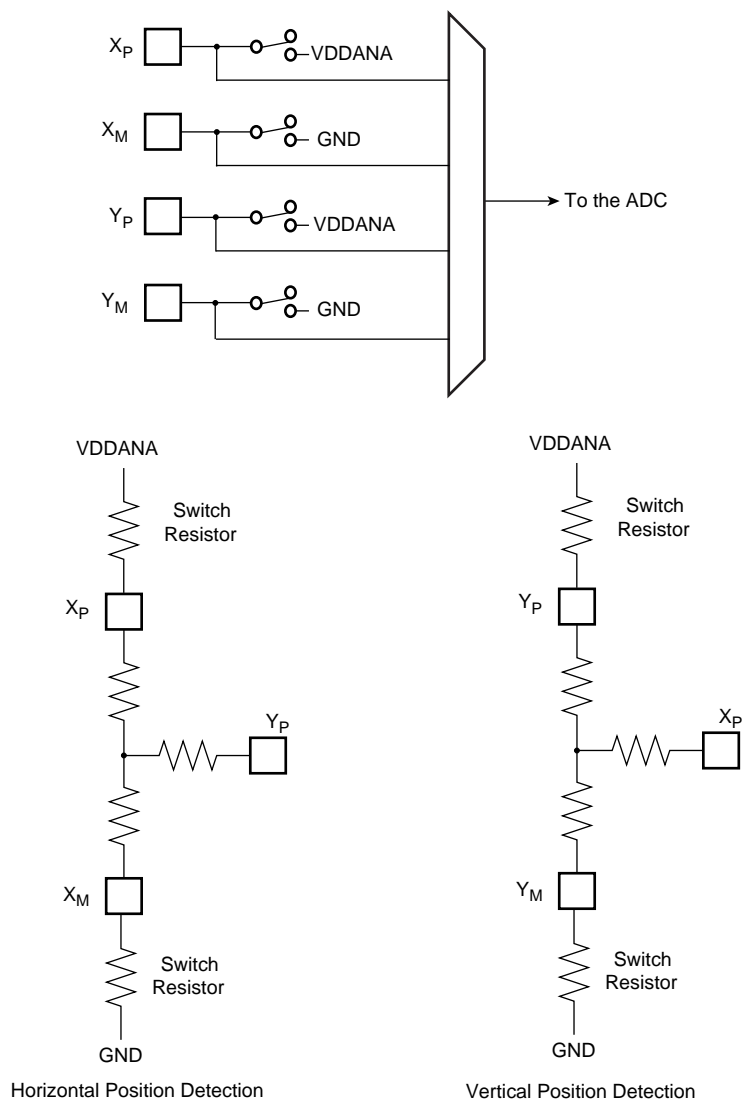 XP
VDDANA
XM
GND
YP
VDDANA
YM
GND
To the ADC
VDDANA
Switch
Resistor
XP
YP
XM
Switch
Resistor
GND
Horizontal Position Detection
VDDANA
Switch
Resistor
YP
XP
YM
Switch
Resistor
GND
Vertical Position Detection